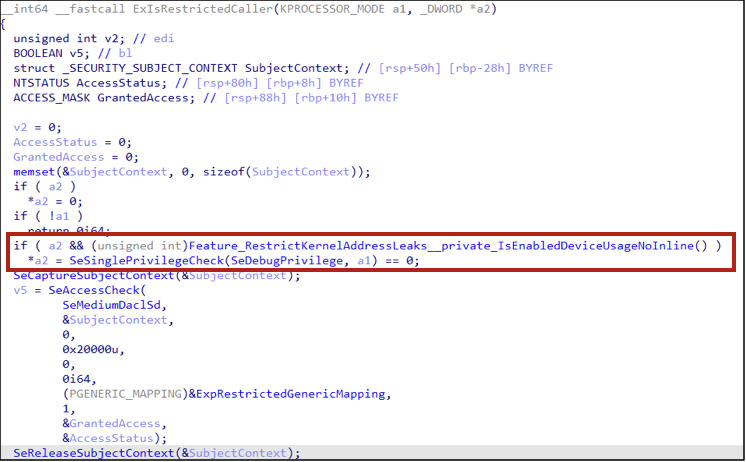 __int64 __fastcall ExIsRestrictedCaller(KPROCESSOR_MODE a1, _DWORD *a2)
{
  unsigned int v2; // edi
  BOOLEAN v5; // bl
  struct _SECURITY_SUBJECT_CONTEXT SubjectContext; // [rsp+50h] [rbp-28h] BYREF
  NTSTATUS AccessStatus; // [rsp+80h] [rbp+8h] BYREF
  ACCESS_MASK GrantedAccess; // [rsp+88h] [rbp+10h] BYREF
  v2 = 0;
  AccessStatus = 0;
  GrantedAccess = 0;
  memset(&SubjectContext, 0, sizeof(SubjectContext));
  if ( a2 )
    *a2 = 0;
  if ( !a1 )
    return 0i64;
  if ( a2 && (unsigned int)Feature_RestrictKernelAddressLeaks__private_IsEnabledDeviceUsageNoInline() )
    *a2 = SeSinglePrivilegeCheck(SeDebugPrivilege, a1) == 0;
  SeCaptureSubjectContext(&SubjectContext);
  v5 = SeAccessCheck(
         SeMediumDaclSd,
         &SubjectContext,
         0,
         0x20000u,
         0,
         0i64,
         (PGENERIC_MAPPING)&ExpRestrictedGenericMapping,
         1,
         &GrantedAccess,
         &AccessStatus);
  SeReleaseSubjectContext(&SubjectContext);